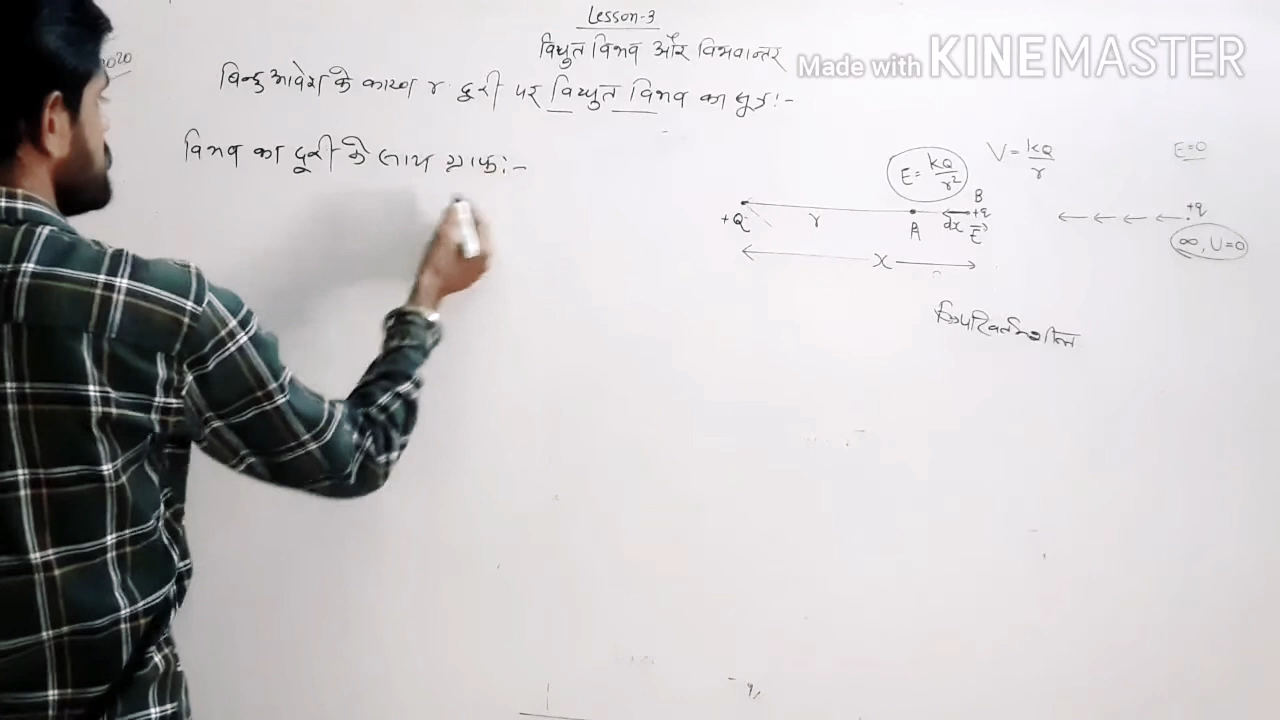 Lesson-3
विद्युत विभव और विभवान्तर
2020
Made with KINEMASTER
बिन्दु आवेश के कारण r दूरी पर विद्युत विभव का सूत्र:-
विभव का दूरी के साथ ग्राफ:-
V = kQ/r
E=0
E = kQ/r²
B
+q
+q
+Q
r
A
dx
E
∞, U=0
x